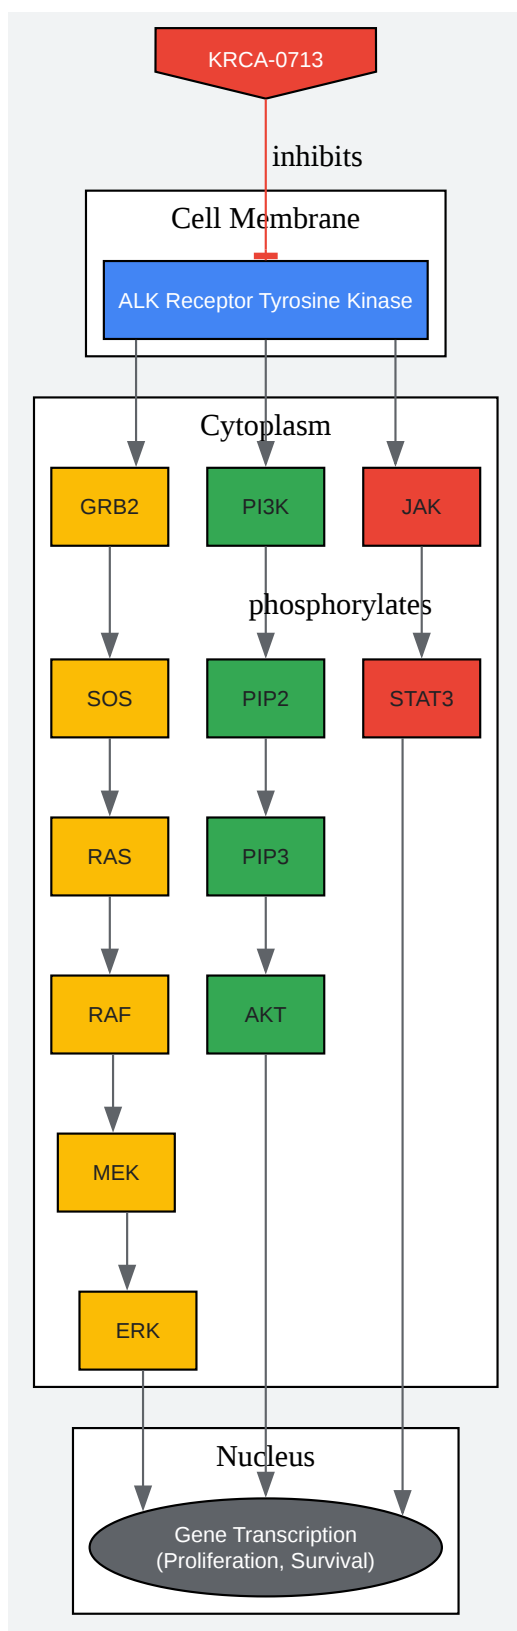 KRCA-0713
inhibits
Cell Membrane
ALK Receptor Tyrosine Kinase
Cytoplasm
GRB2
PI3K
JAK
phosphorylates
SOS
PIP2
STAT3
RAS
PIP3
RAF
AKT
MEK
ERK
Nucleus
Gene Transcription
(Proliferation, Survival)